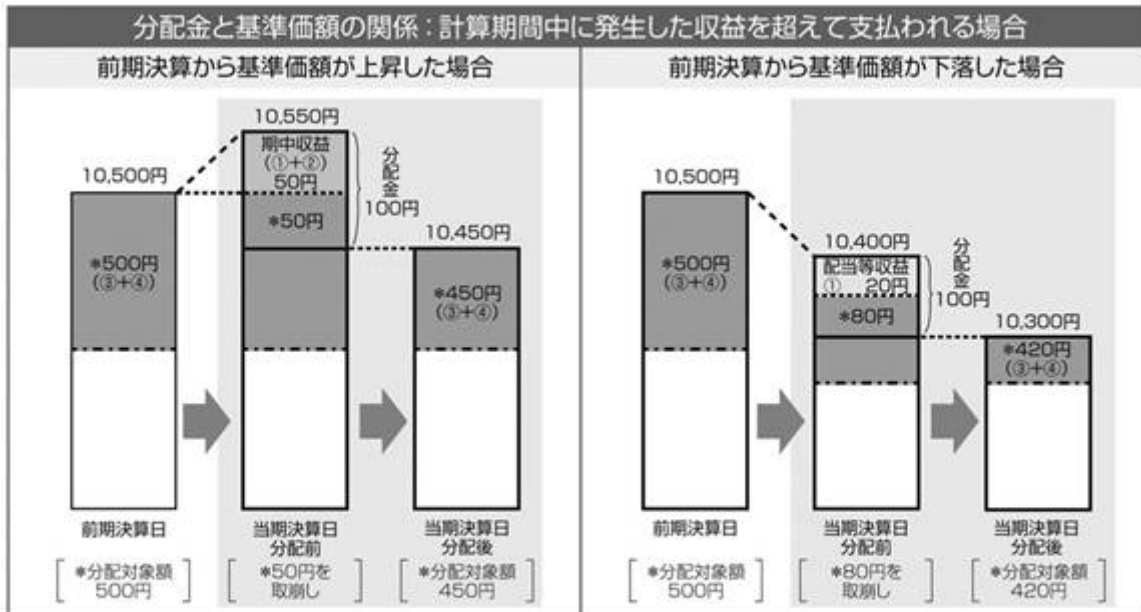 分配金と基準価額の関係：計算期間中に発生した収益を超えて支払われる場合
前期決算から基準価額が上昇した場合
10,550円
期中収益
(①+②)
50円
*50円
分配金
100円
10,500円
*500円
(③+④)
10,450円
*450円
(③+④)
前期決算日
当期決算日
分配前
当期決算日
分配後
*分配対象額
500円
*50円を
取崩し
*分配対象額
450円
前期決算から基準価額が下落した場合
10,500円
*500円
(③+④)
10,400円
配当等収益
① 20円
*80円
分配金
100円
10,300円
*420円
(③+④)
前期決算日
当期決算日
分配前
当期決算日
分配後
*分配対象額
500円
*80円を
取崩し
*分配対象額
420円